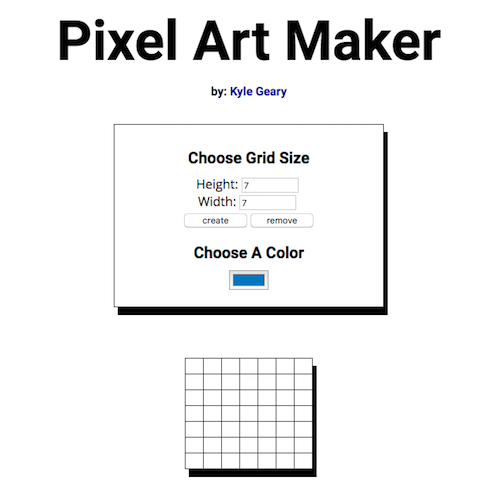 Pixel Art Maker
by: Kyle Geary
Choose Grid Size
Height: 7
Width: 7
create remove
Choose A Color